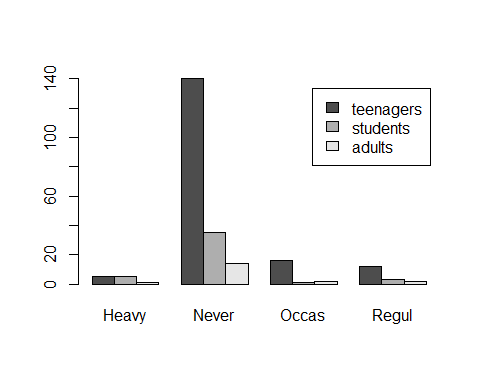 140
100
60
20
0
teenagers
students
adults
Heavy Never Occas Regul